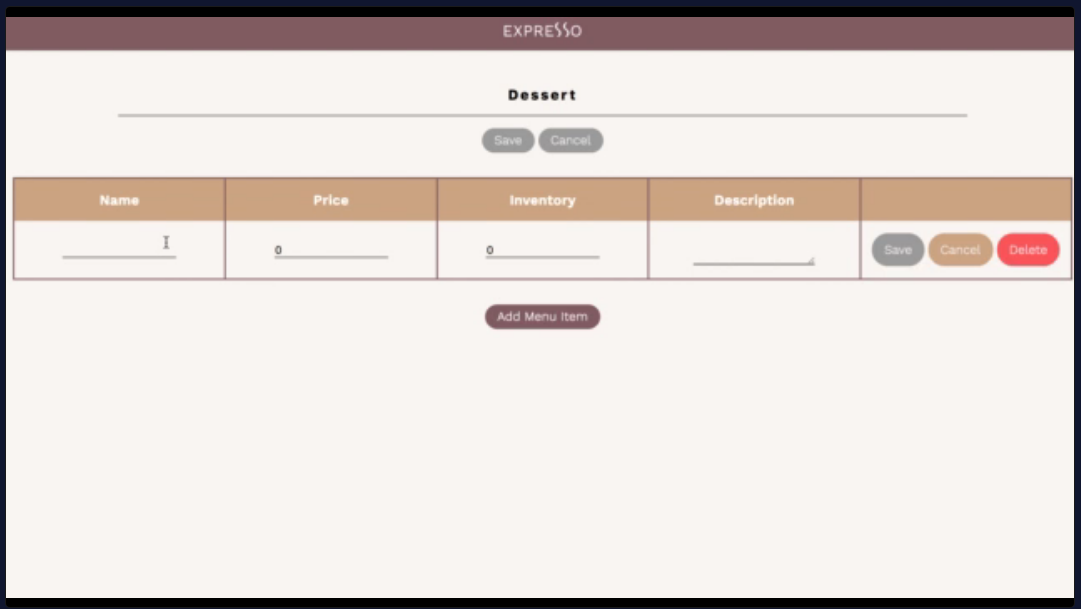 EXPRESSO
Dessert
Save Cancel
Name Price Inventory Description
0 0 Save Cancel Delete
Add Menu Item